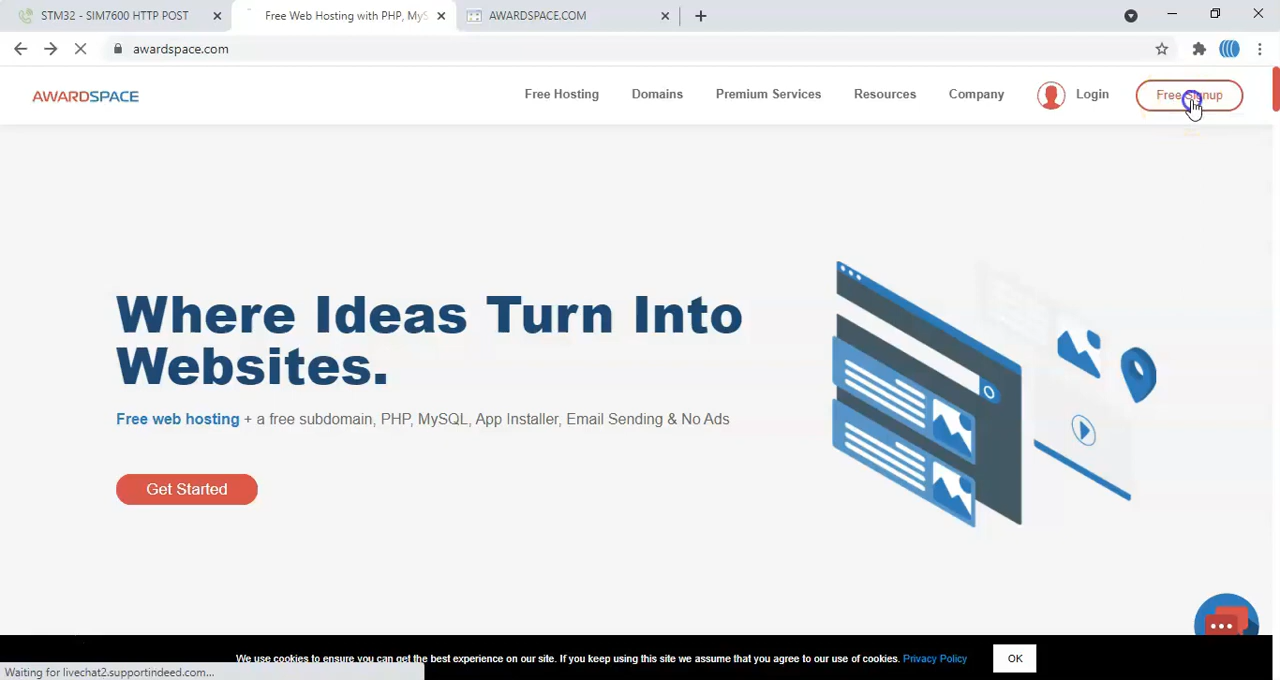 STM32 - SIM7600 HTTP POST
Free Web Hosting with PHP, MyS
AWARDSPACE.COM
awardspace.com
AWARDSPACE
Free Hosting
Domains
Premium Services
Resources
Company
Login
Free Signup
Where Ideas Turn Into
Websites.
Free web hosting + a free subdomain, PHP, MySQL, App Installer, Email Sending & No Ads
Get Started
We use cookies to ensure you can get the best experience on our site. If you keep using this site we assume that you agree to our use of cookies. Privacy Policy
OK
Waiting for livechat2.supportindeed.com...